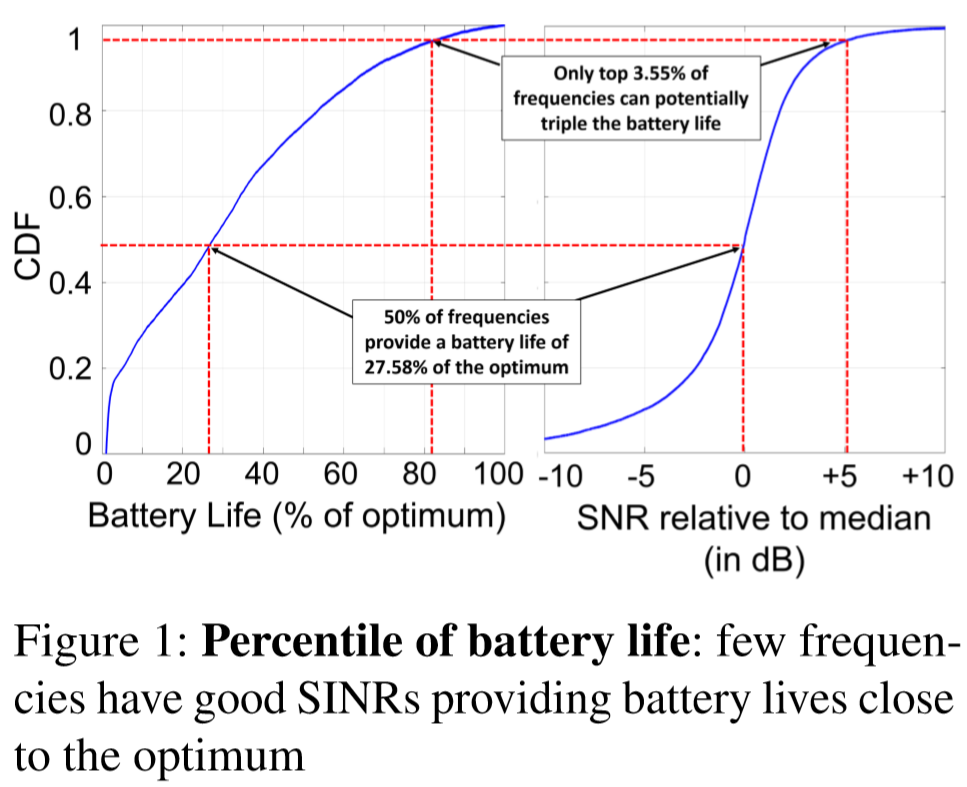 1
0.8
0.6
0.4
0.2
0
CDF
0 20 40 60 80 100
Battery Life (% of optimum)
Only top 3.55% of
frequencies can potentially
triple the battery life
50% of frequencies
provide a battery life of
27.58% of the optimum
-10 -5 0 +5 +10
SNR relative to median
(in dB)
Figure 1: Percentile of battery life: few frequen-
cies have good SINRs providing battery lives close
to the optimum